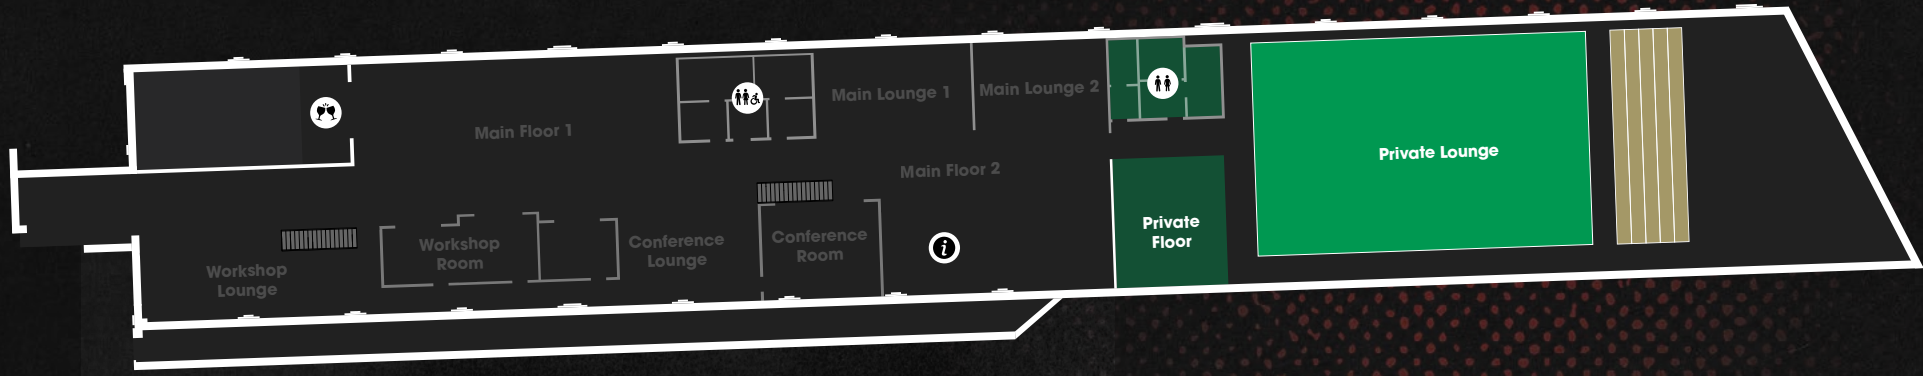 Main Floor 1
Main Lounge 1
Main Lounge 2
Main Floor 2
Private Lounge
Private
Floor
Workshop
Lounge
Workshop
Room
Conference
Lounge
Conference
Room
i